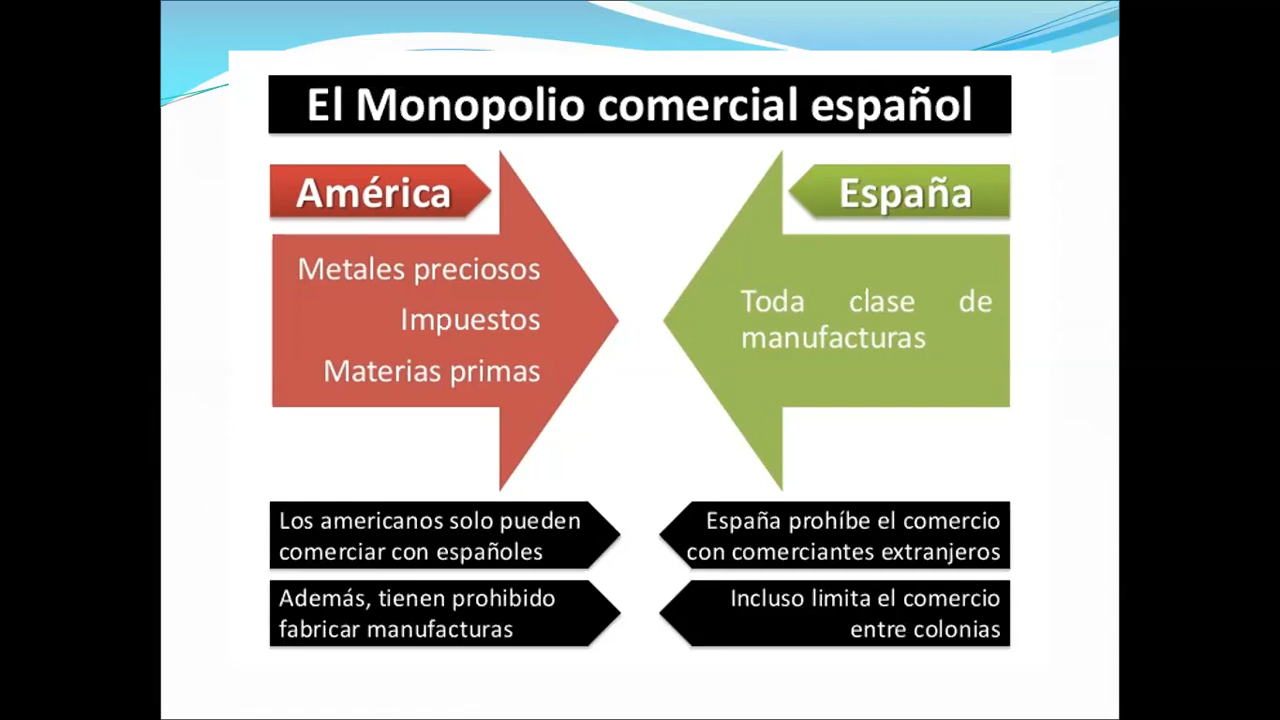 El Monopolio comercial español
América
Metales preciosos
Impuestos
Materias primas
España
Toda clase de
manufacturas
Los americanos solo pueden
comerciar con españoles
Además, tienen prohibido
fabricar manufacturas
España prohíbe el comercio
con comerciantes extranjeros
Incluso limita el comercio
entre colonias